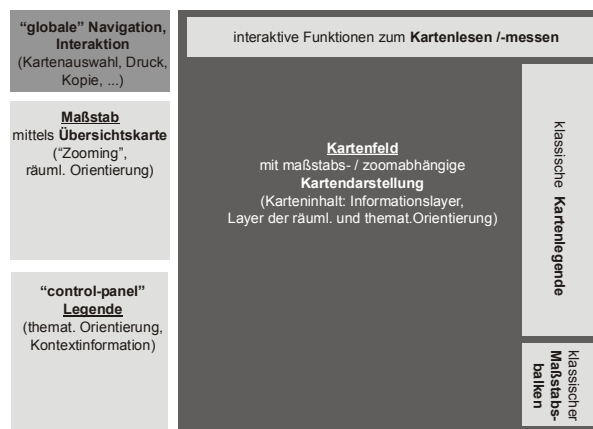 “globale” Navigation,
Interaktion
(Kartenauswahl, Druck,
Kopie, ...)
Maßstab
mittels Übersichtskarte
(“Zooming”,
räuml. Orientierung)
“control-panel”
Legende
(themat. Orientierung,
Kontextinformation)
interaktive Funktionen zum Kartenlesen /-messen
Kartenfeld
mit maßstabs- / zoomabhängige
Kartendarstellung
(Karteninhalt: Informationslayer,
Layer der räuml. und themat.Orientierung)
klassische Kartenlegende
klassischer
Maßstabs-
balken